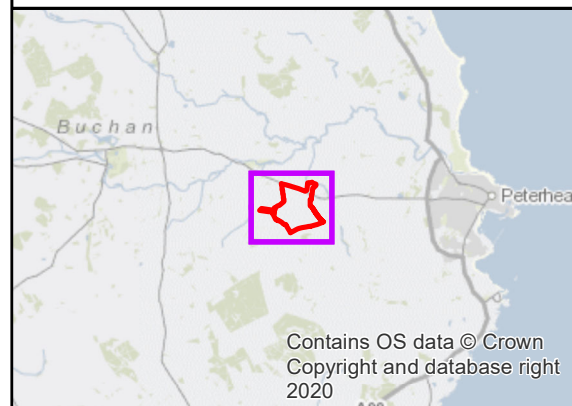 Buchan
Peterhea
Contains OS data © Crown
Copyright and database right
2020